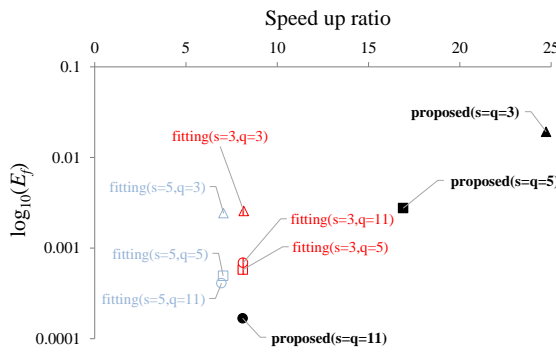 Speed up ratio
0 5 10 15 20 25
0.1
0.01
0.001
0.0001
log10(Ef)
proposed(s=q=3)
fitting(s=3,q=3)
fitting(s=5,q=3)
proposed(s=q=5)
fitting(s=3,q=11)
fitting(s=3,q=5)
fitting(s=5,q=5)
fitting(s=5,q=11)
proposed(s=q=11)